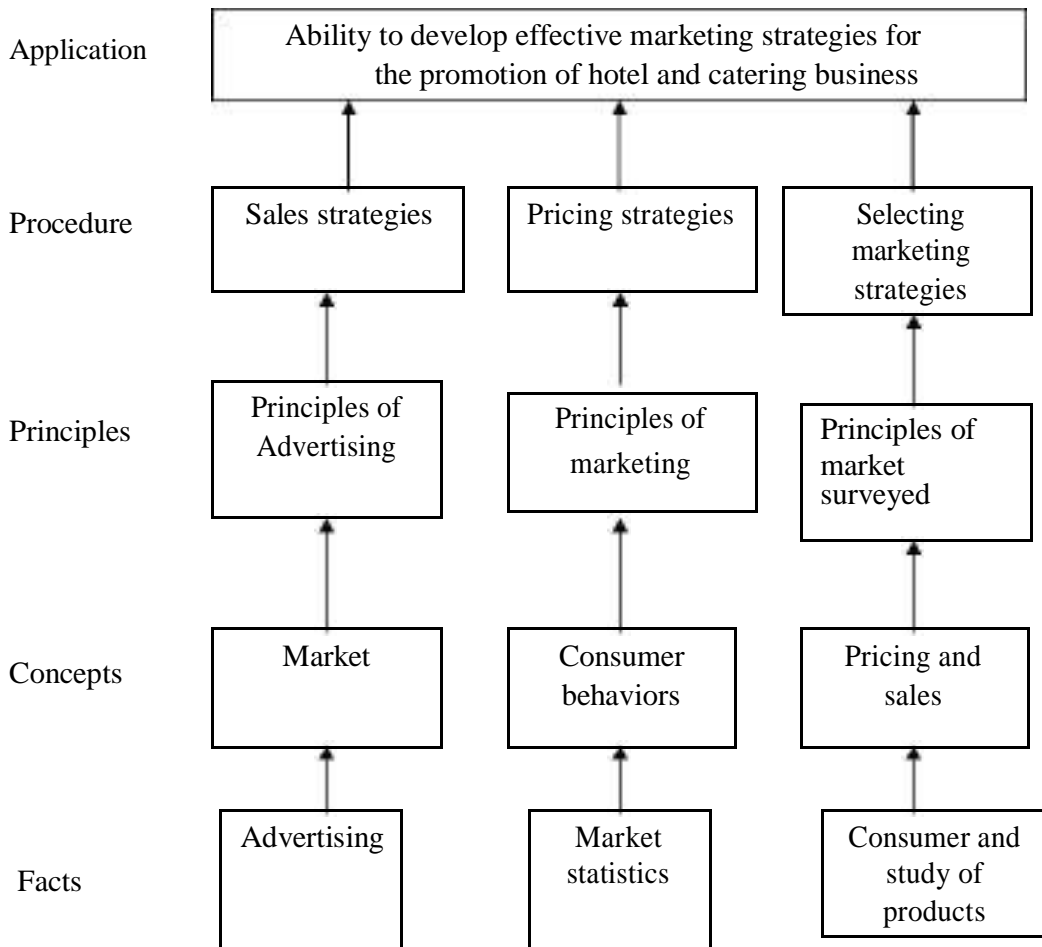 Application
Ability to develop effective marketing strategies for
the promotion of hotel and catering business
Procedure
Sales strategies
Pricing strategies
Selecting
marketing
strategies
Principles
Principles of
Advertising
Principles of
marketing
Principles of
market
surveyed
Concepts
Market
Consumer
behaviors
Pricing and
sales
Facts
Advertising
Market
statistics
Consumer and
study of
products